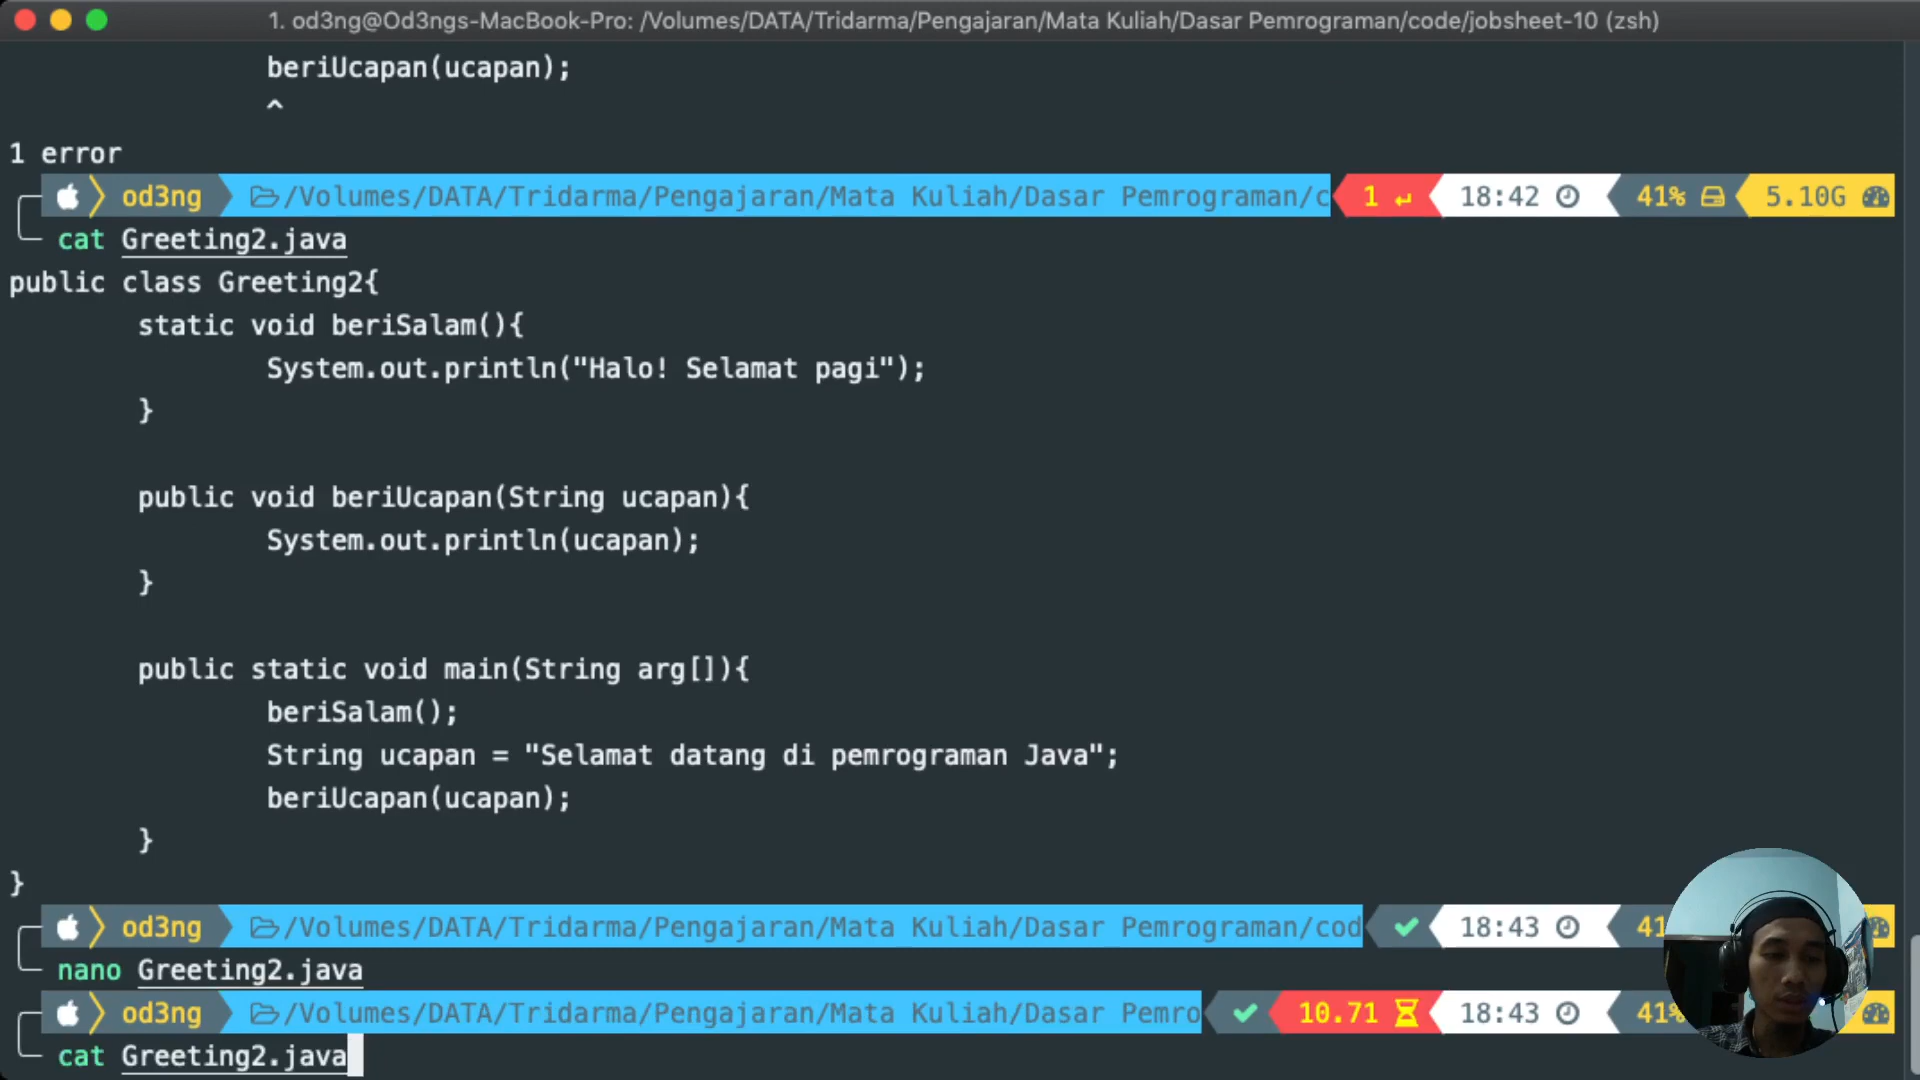 1. od3ng@Od3ngs-MacBook-Pro: /Volumes/DATA/Tridarma/Pengajaran/Mata Kuliah/Dasar Pemrograman/code/jobsheet-10 (zsh)
beriUcapan(ucapan);
^
1 error
od3ng /Volumes/DATA/Tridarma/Pengajaran/Mata Kuliah/Dasar Pemrograman/c 1 ↵ 18:42 41% 5.10G
cat Greeting2.java
public class Greeting2{
static void beriSalam(){
System.out.println("Halo! Selamat pagi");
}
public void beriUcapan(String ucapan){
System.out.println(ucapan);
}
public static void main(String arg[]){
beriSalam();
String ucapan = "Selamat datang di pemrograman Java";
beriUcapan(ucapan);
}
}
od3ng /Volumes/DATA/Tridarma/Pengajaran/Mata Kuliah/Dasar Pemrograman/cod ✔ 18:43 41
nano Greeting2.java
od3ng /Volumes/DATA/Tridarma/Pengajaran/Mata Kuliah/Dasar Pemro ✔ 10.71 18:43 41%
cat Greeting2.java